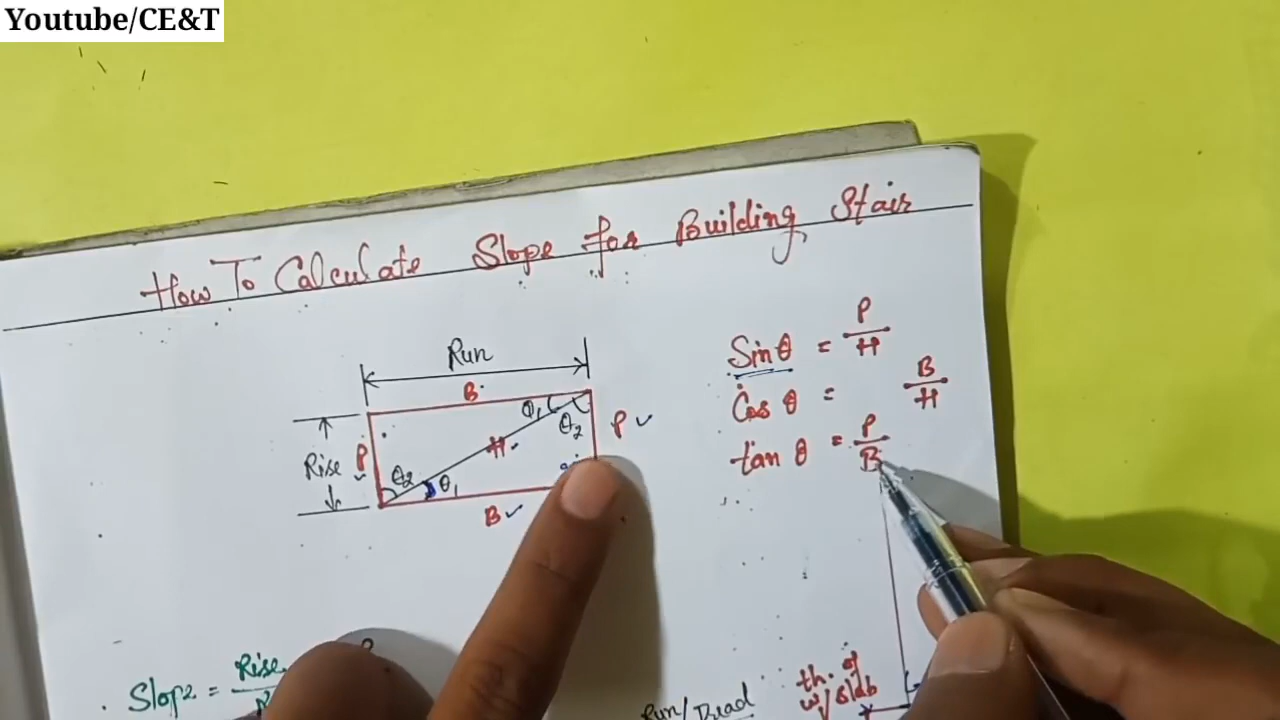 Youtube/CE&T
How To Calculate Slope for Building Stair
Run
B
θ1
θ2
P
Rise
P
H
θ2
θ1
B
Sinθ = P/H
Cos θ = B/H
tan θ = P/B
Slope = Rise
Run/Tread
th. of
w/slab